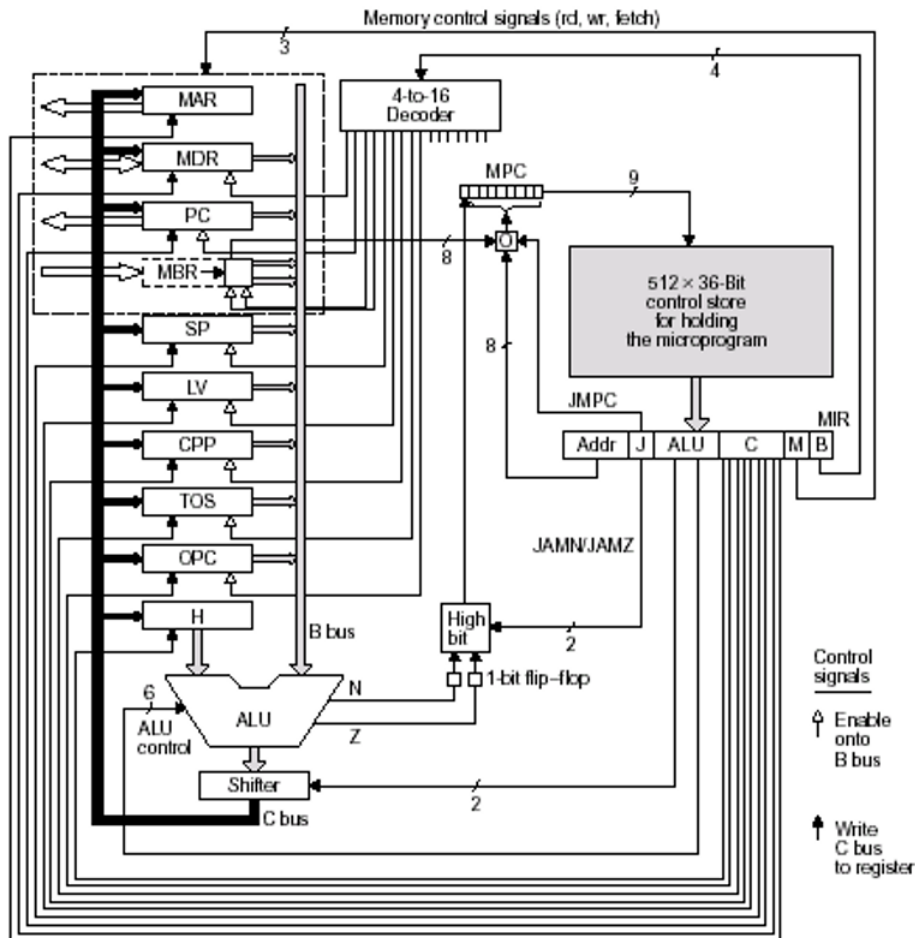 Memory control signals (rd, wr, fetch)
3
4
MAR
4-to-16
Decoder
MDR
MPC
9
PC
O
8
MBR
512 × 36-Bit
control store
for holding
the microprogram
SP
8
LV
JMPC
MIR
Addr
J
ALU
C
M
B
CPP
TOS
JAMN/JAMZ
OPC
H
High
bit
2
B bus
Control
signals
1-bit flip–flop
N
6
ALU
Z
ALU
control
Enable
onto
B bus
Shifter
2
C bus
Write
C bus
to register